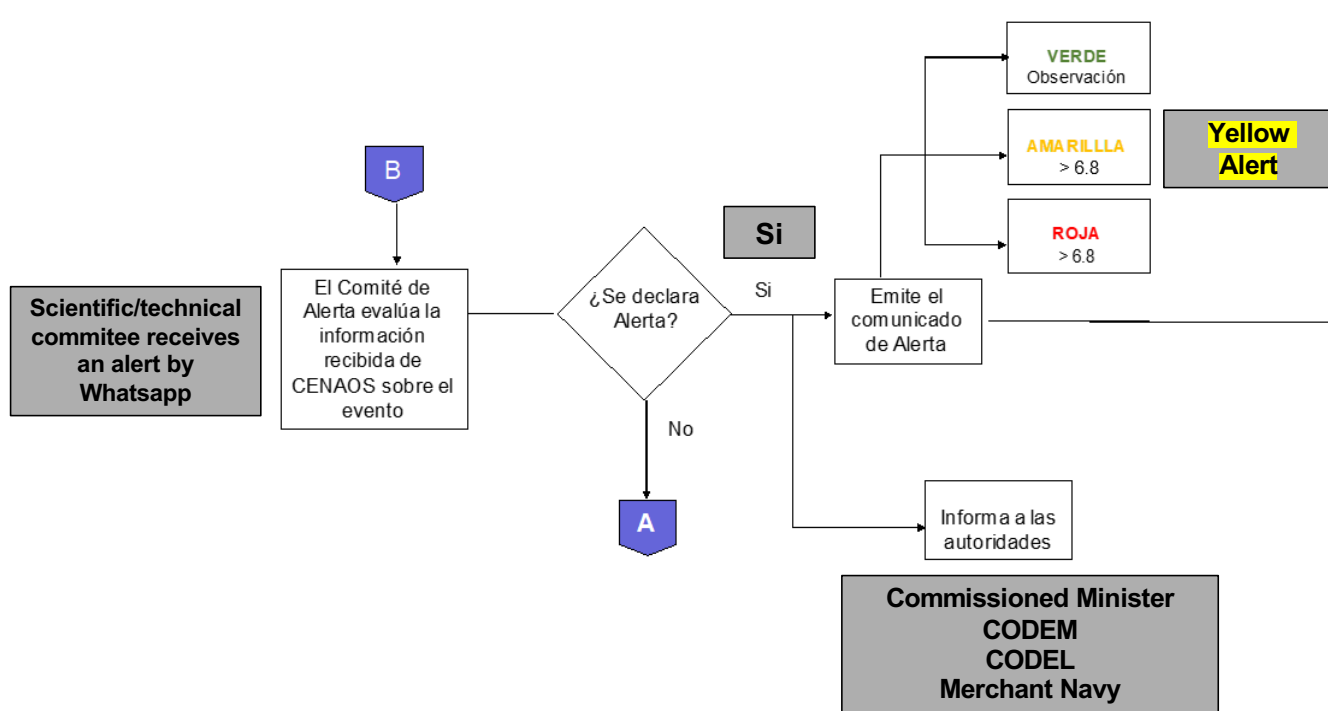 VERDE
Observación
AMARILLLA
> 6.8
Yellow
Alert
ROJA
> 6.8
B
Si
Scientific/technical
commitee receives
an alert by
Whatsapp
El Comité de
Alerta evalúa la
información
recibida de
CENAOS sobre el
evento
¿Se declara
Alerta?
Si
Emite el
comunicado
de Alerta
No
A
Informa a las
autoridades
Commissioned Minister
CODEM
CODEL
Merchant Navy